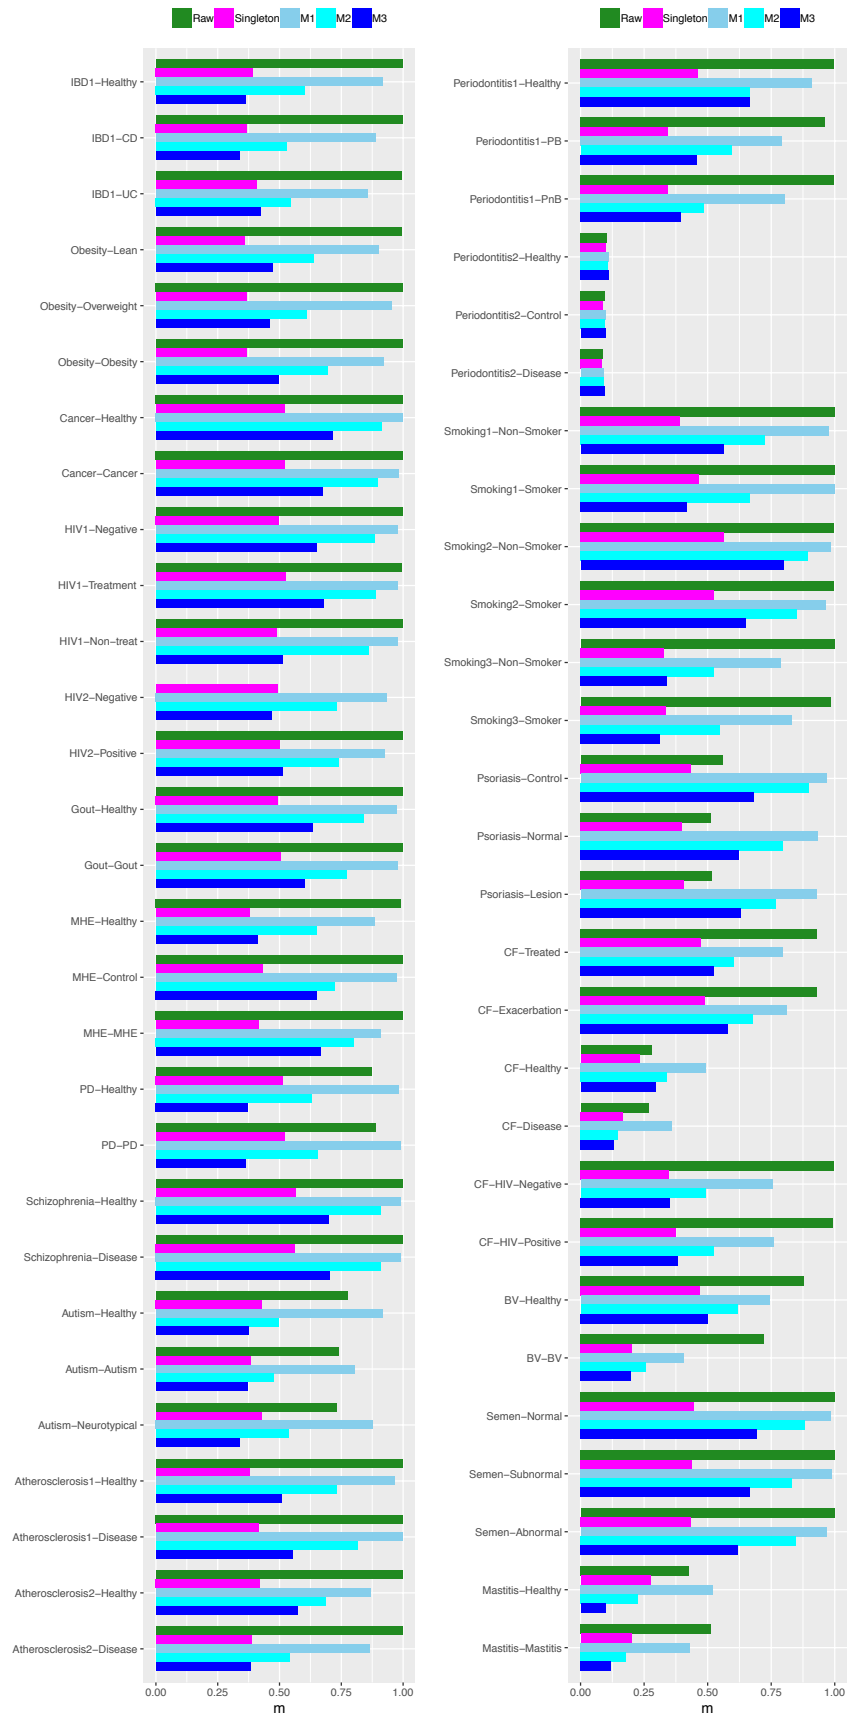 Raw Singleton M1 M2 M3
IBD1−Healthy
IBD1−CD
IBD1−UC
Obesity−Lean
Obesity−Overweight
Obesity−Obesity
Cancer−Healthy
Cancer−Cancer
HIV1−Negative
HIV1−Treatment
HIV1−Non−treat
HIV2−Negative
HIV2−Positive
Gout−Healthy
Gout−Gout
MHE−Healthy
MHE−Control
MHE−MHE
PD−Healthy
PD−PD
Schizophrenia−Healthy
Schizophrenia−Disease
Autism−Healthy
Autism−Autism
Autism−Neurotypical
Atherosclerosis1−Healthy
Atherosclerosis1−Disease
Atherosclerosis2−Healthy
Atherosclerosis2−Disease
0.00 0.25 0.50 0.75 1.00
m
Raw Singleton M1 M2 M3
Periodontitis1−Healthy
Periodontitis1−PB
Periodontitis1−PnB
Periodontitis2−Healthy
Periodontitis2−Control
Periodontitis2−Disease
Smoking1−Non−Smoker
Smoking1−Smoker
Smoking2−Non−Smoker
Smoking2−Smoker
Smoking3−Non−Smoker
Smoking3−Smoker
Psoriasis−Control
Psoriasis−Normal
Psoriasis−Lesion
CF−Treated
CF−Exacerbation
CF−Healthy
CF−Disease
CF−HIV−Negative
CF−HIV−Positive
BV−Healthy
BV−BV
Semen−Normal
Semen−Subnormal
Semen−Abnormal
Mastitis−Healthy
Mastitis−Mastitis
0.00 0.25 0.50 0.75 1.00
m